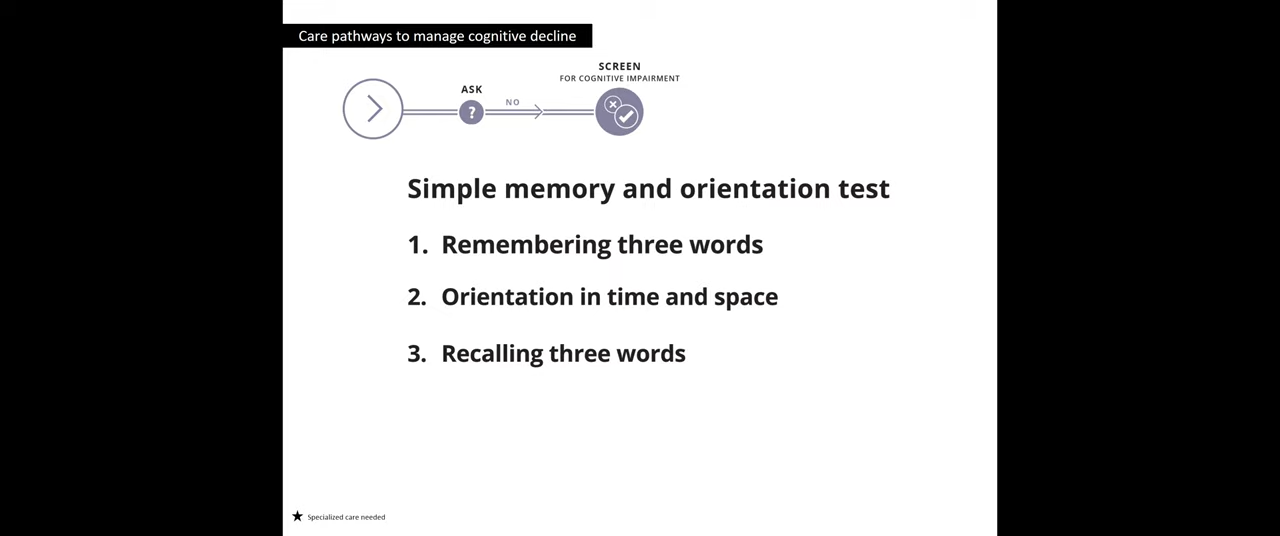 Care pathways to manage cognitive decline
SCREEN
FOR COGNITIVE IMPAIRMENT
ASK
?
NO
Simple memory and orientation test
1. Remembering three words
2. Orientation in time and space
3. Recalling three words
Specialized care needed